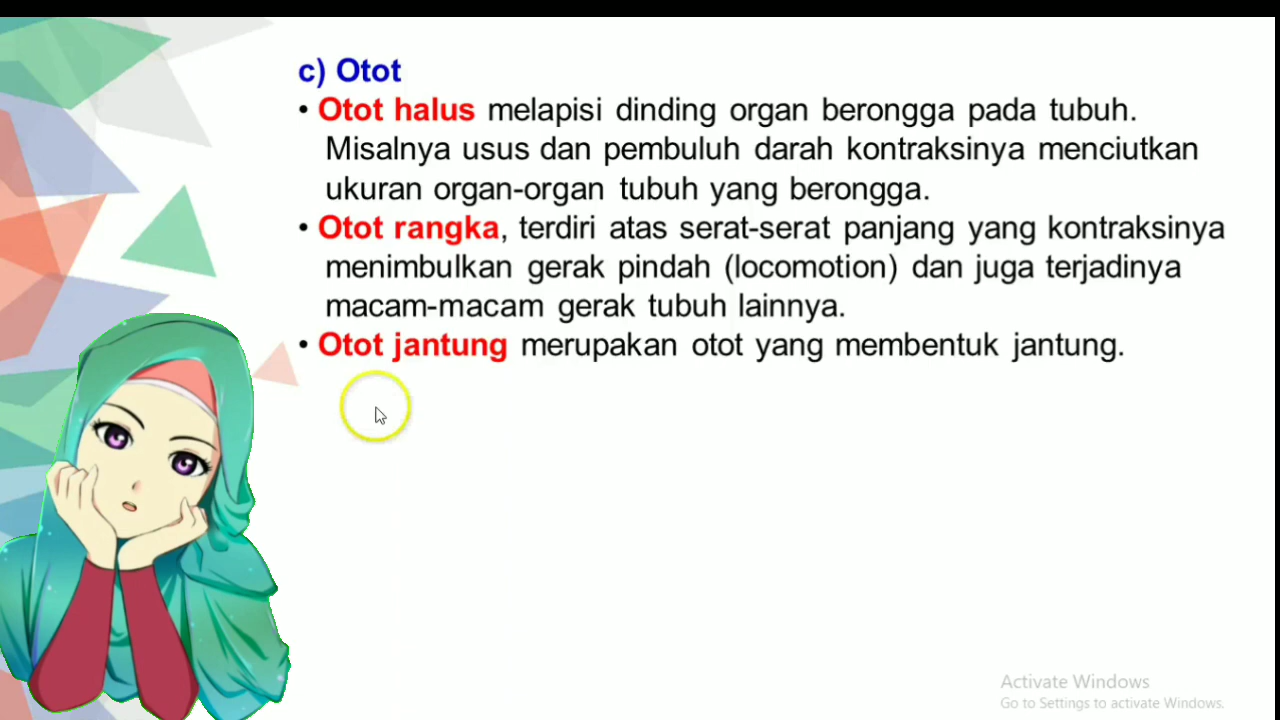 c) Otot
• Otot halus melapisi dinding organ berongga pada tubuh.
Misalnya usus dan pembuluh darah kontraksinya menciutkan
ukuran organ-organ tubuh yang berongga.
• Otot rangka, terdiri atas serat-serat panjang yang kontraksinya
menimbulkan gerak pindah (locomotion) dan juga terjadinya
macam-macam gerak tubuh lainnya.
• Otot jantung merupakan otot yang membentuk jantung.
Activate Windows
Go to Settings to activate Windows.